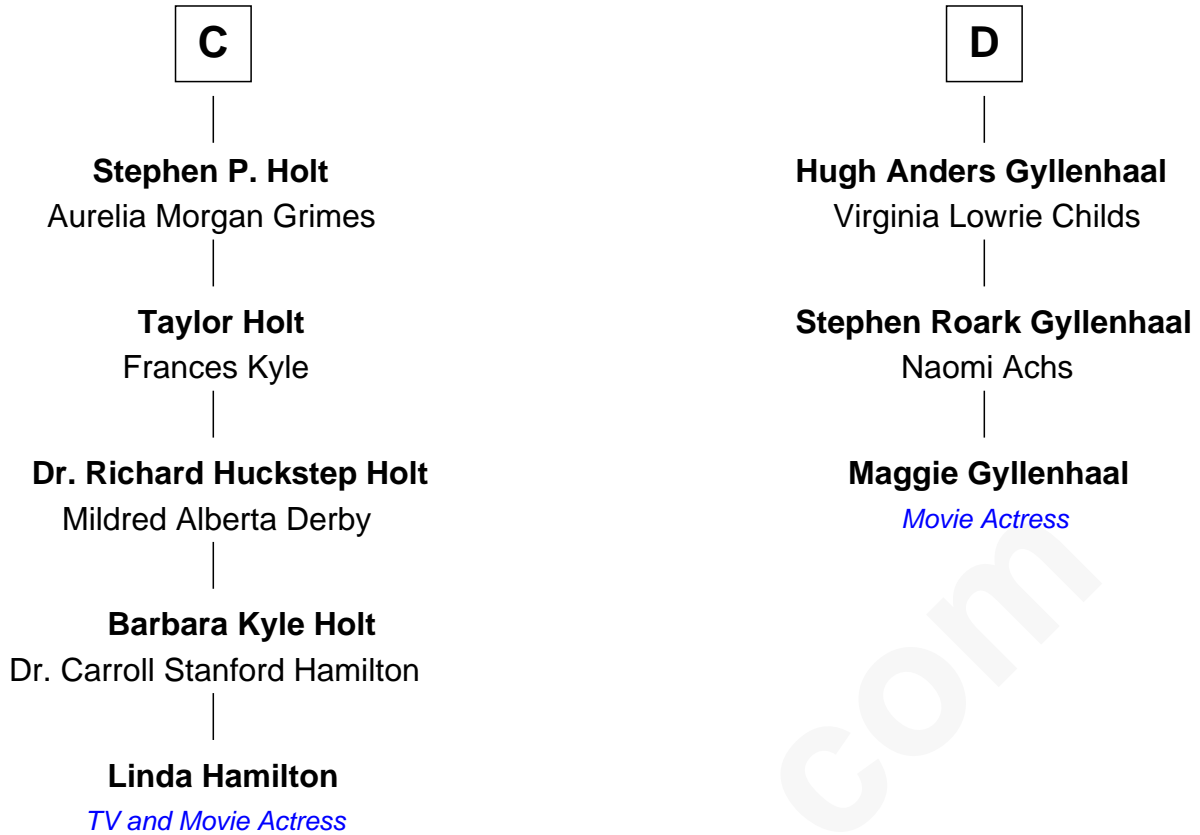 C
Stephen P. Holt
Aurelia Morgan Grimes
Taylor Holt
Frances Kyle
Dr. Richard Huckstep Holt
Mildred Alberta Derby
Barbara Kyle Holt
Dr. Carroll Stanford Hamilton
Linda Hamilton
TV and Movie Actress
D
Hugh Anders Gyllenhaal
Virginia Lowrie Childs
Stephen Roark Gyllenhaal
Naomi Achs
Maggie Gyllenhaal
Movie Actress
com